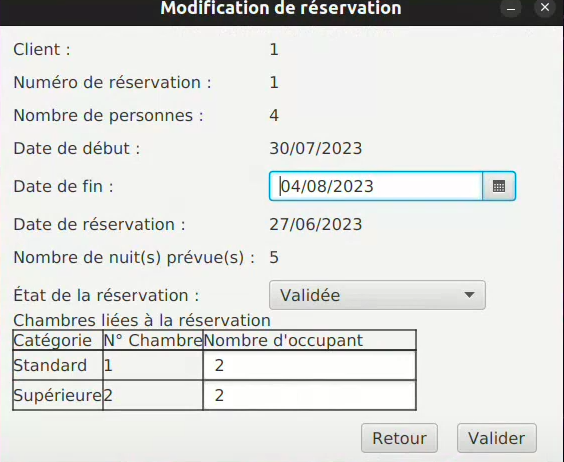 Modification de réservation
Client : 1
Numéro de réservation : 1
Nombre de personnes : 4
Date de début : 30/07/2023
Date de fin : 04/08/2023
Date de réservation : 27/06/2023
Nombre de nuit(s) prévue(s) : 5
État de la réservation : Validée
Chambres liées à la réservation
Catégorie N° Chambre Nombre d'occupant
Standard 1 2
Supérieure 2 2
Retour Valider